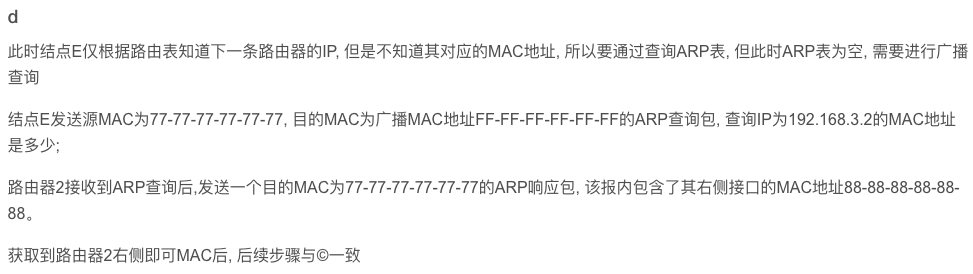 d
此时结点E仅根据路由表知道下一条路由器的IP, 但是不知道其对应的MAC地址, 所以要通过查询ARP表, 但此时ARP表为空, 需要进行广播
查询
结点E发送源MAC为77-77-77-77-77-77, 目的MAC为广播MAC地址FF-FF-FF-FF-FF-FF的ARP查询包, 查询IP为192.168.3.2的MAC地址
是多少;
路由器2接收到ARP查询后,发送一个目的MAC为77-77-77-77-77-77的ARP响应包, 该报内包含了其右侧接口的MAC地址88-88-88-88-88-
88。
获取到路由器2右侧即可MAC后, 后续步骤与©一致